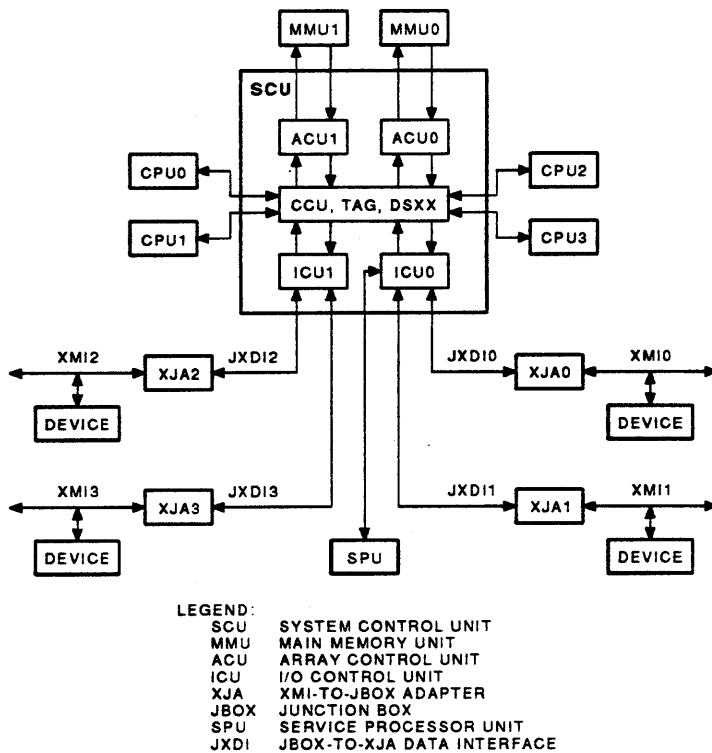 MMU1 MMU0
SCU
ACU1 ACU0
CPU0 CPU2
CCU, TAG, DSXX
CPU1 CPU3
ICU1 ICU0
XMI2 JXDI2 JXDI0 XMI0
XJA2 XJA0
DEVICE DEVICE
XMI3 JXDI3 JXDI1 XMI1
XJA3 XJA1
DEVICE SPU DEVICE
LEGEND:
SCU SYSTEM CONTROL UNIT
MMU MAIN MEMORY UNIT
ACU ARRAY CONTROL UNIT
ICU I/O CONTROL UNIT
XJA XMI-TO-JBOX ADAPTER
JBOX JUNCTION BOX
SPU SERVICE PROCESSOR UNIT
JXDI JBOX-TO-XJA DATA INTERFACE